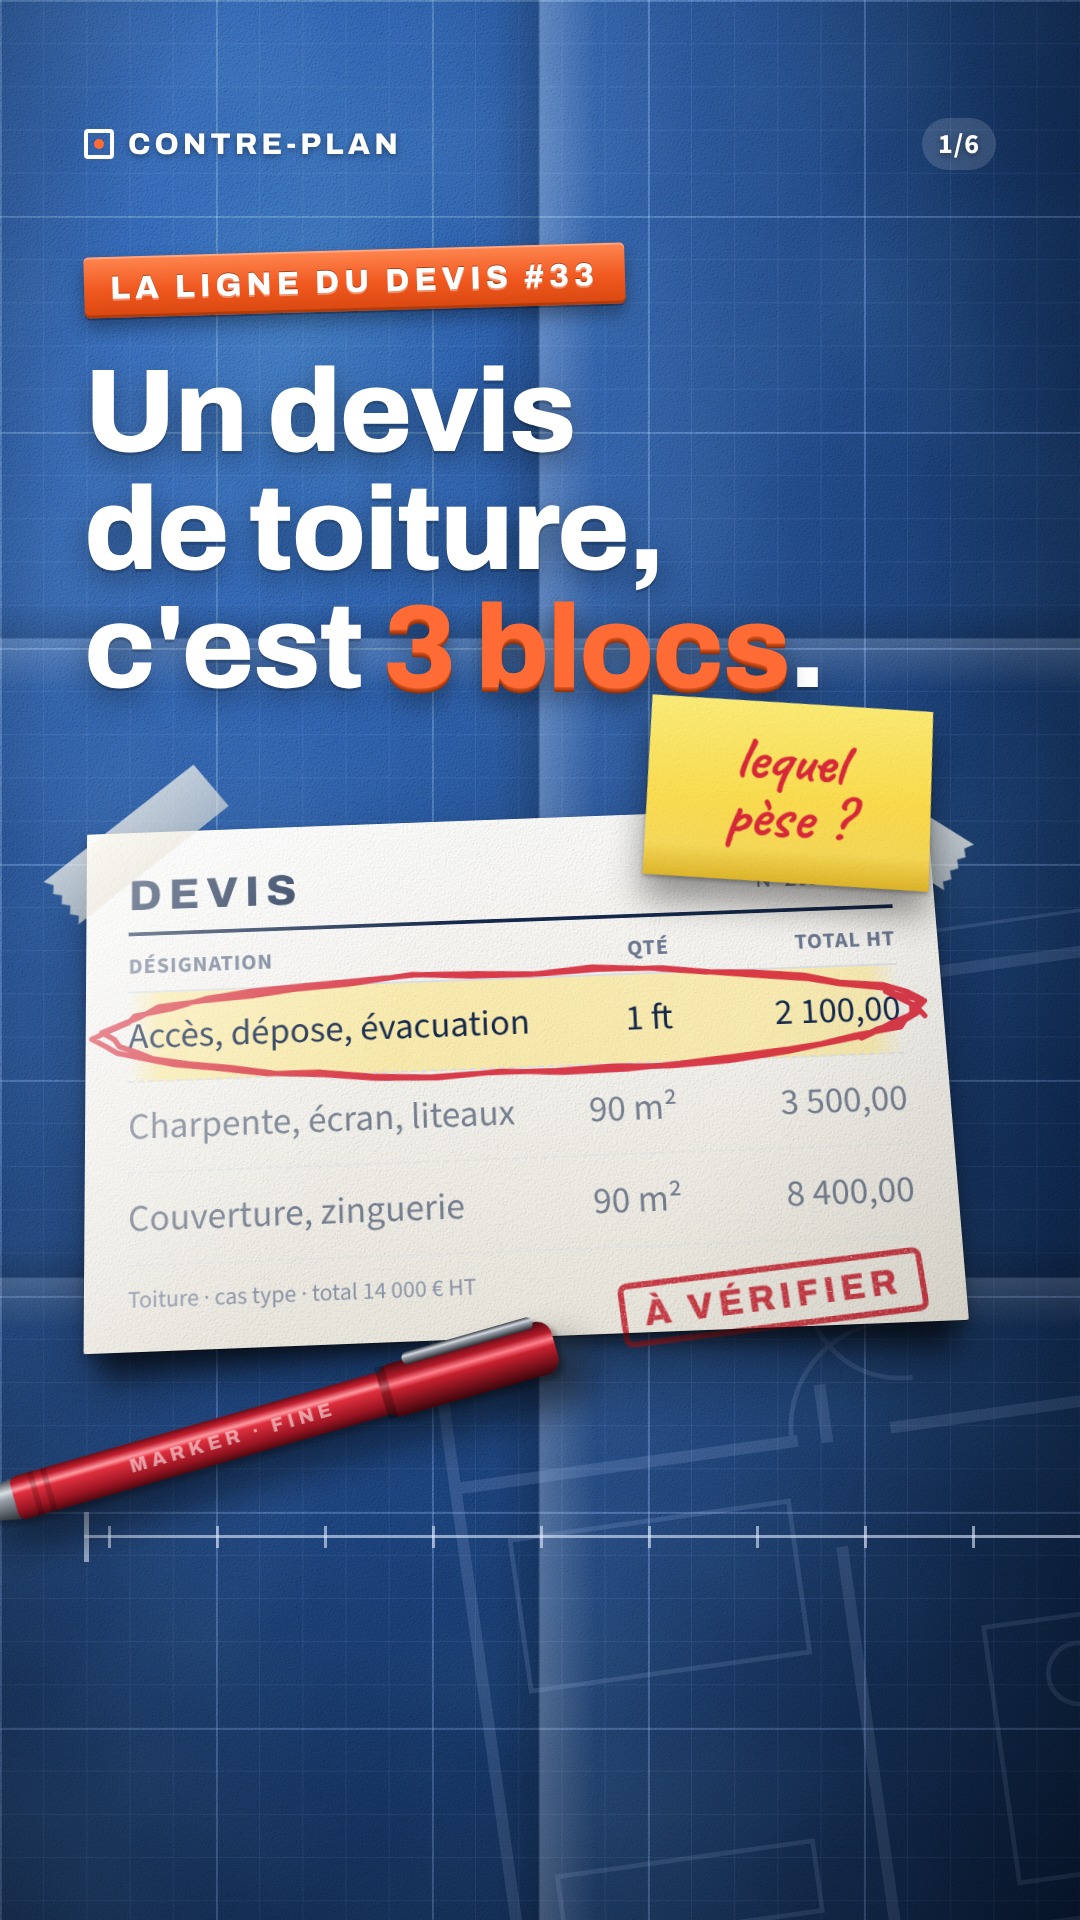 CONTRE-PLAN
1/6
LA LIGNE DU DEVIS #33
Un devis
de toiture,
c'est 3 blocs.
lequel
pèse ?
DEVIS
DÉSIGNATION QTÉ TOTAL HT
Accès, dépose, évacuation 1 ft 2 100,00
Charpente, écran, liteaux 90 m² 3 500,00
Couverture, zinguerie 90 m² 8 400,00
Toiture · cas type · total 14 000 € HT
À VÉRIFIER
MARKER · FINE